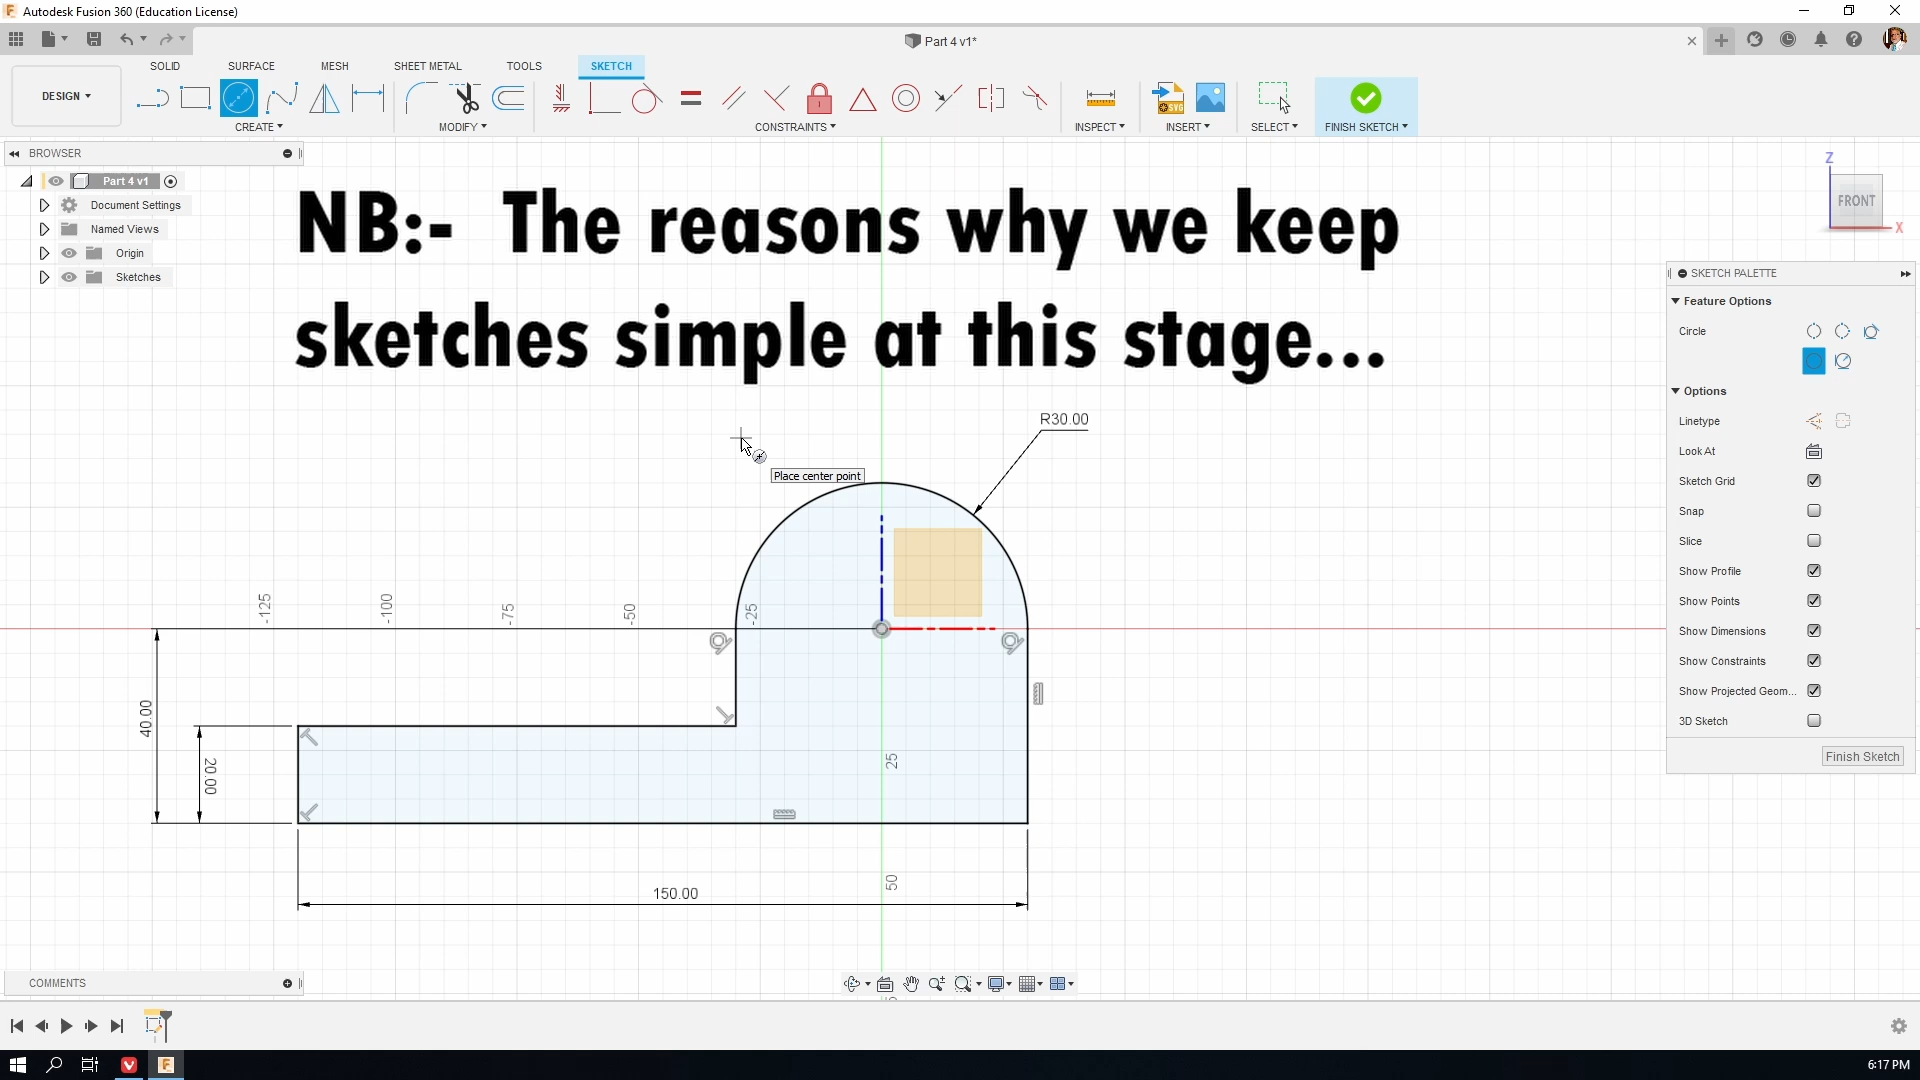 Autodesk Fusion 360 (Education License)
Part 4 v1*
SOLID SURFACE MESH SHEET METAL TOOLS SKETCH
DESIGN
CREATE MODIFY CONSTRAINTS INSPECT INSERT SELECT FINISH SKETCH
SVG
BROWSER
Part 4 v1
Document Settings
Named Views
Origin
Sketches
NB:- The reasons why we keep
sketches simple at this stage...
Z
FRONT
X
SKETCH PALETTE
Feature Options
Circle
Options
Linetype
Look At
Sketch Grid
Snap
Slice
Show Profile
Show Points
Show Dimensions
Show Constraints
Show Projected Geom...
3D Sketch
Finish Sketch
R30.00
Place center point
-125 -100 -75 -50 -25
40.00
20.00
25
50
150.00
COMMENTS
6:17 PM